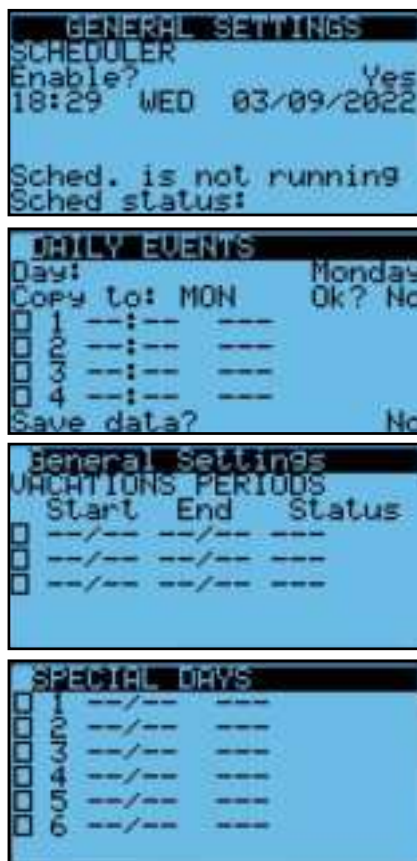 GENERAL SETTINGS
SCHEDULER
Enable? Yes
18:29 WED 03/09/2022
Sched. is not running
Sched status:
DAILY EVENTS
Day: Monday
Copy to: MON Ok? No
1 --:-- ---
2 --:-- ---
3 --:-- ---
4 --:-- ---
Save data? No
General Settings
VACATIONS PERIODS
Start End Status
--/-- --/-- ---
--/-- --/-- ---
--/-- --/-- ---
SPECIAL DAYS
1 --/-- ---
2 --/-- ---
3 --/-- ---
4 --/-- ---
5 --/-- ---
6 --/-- ---